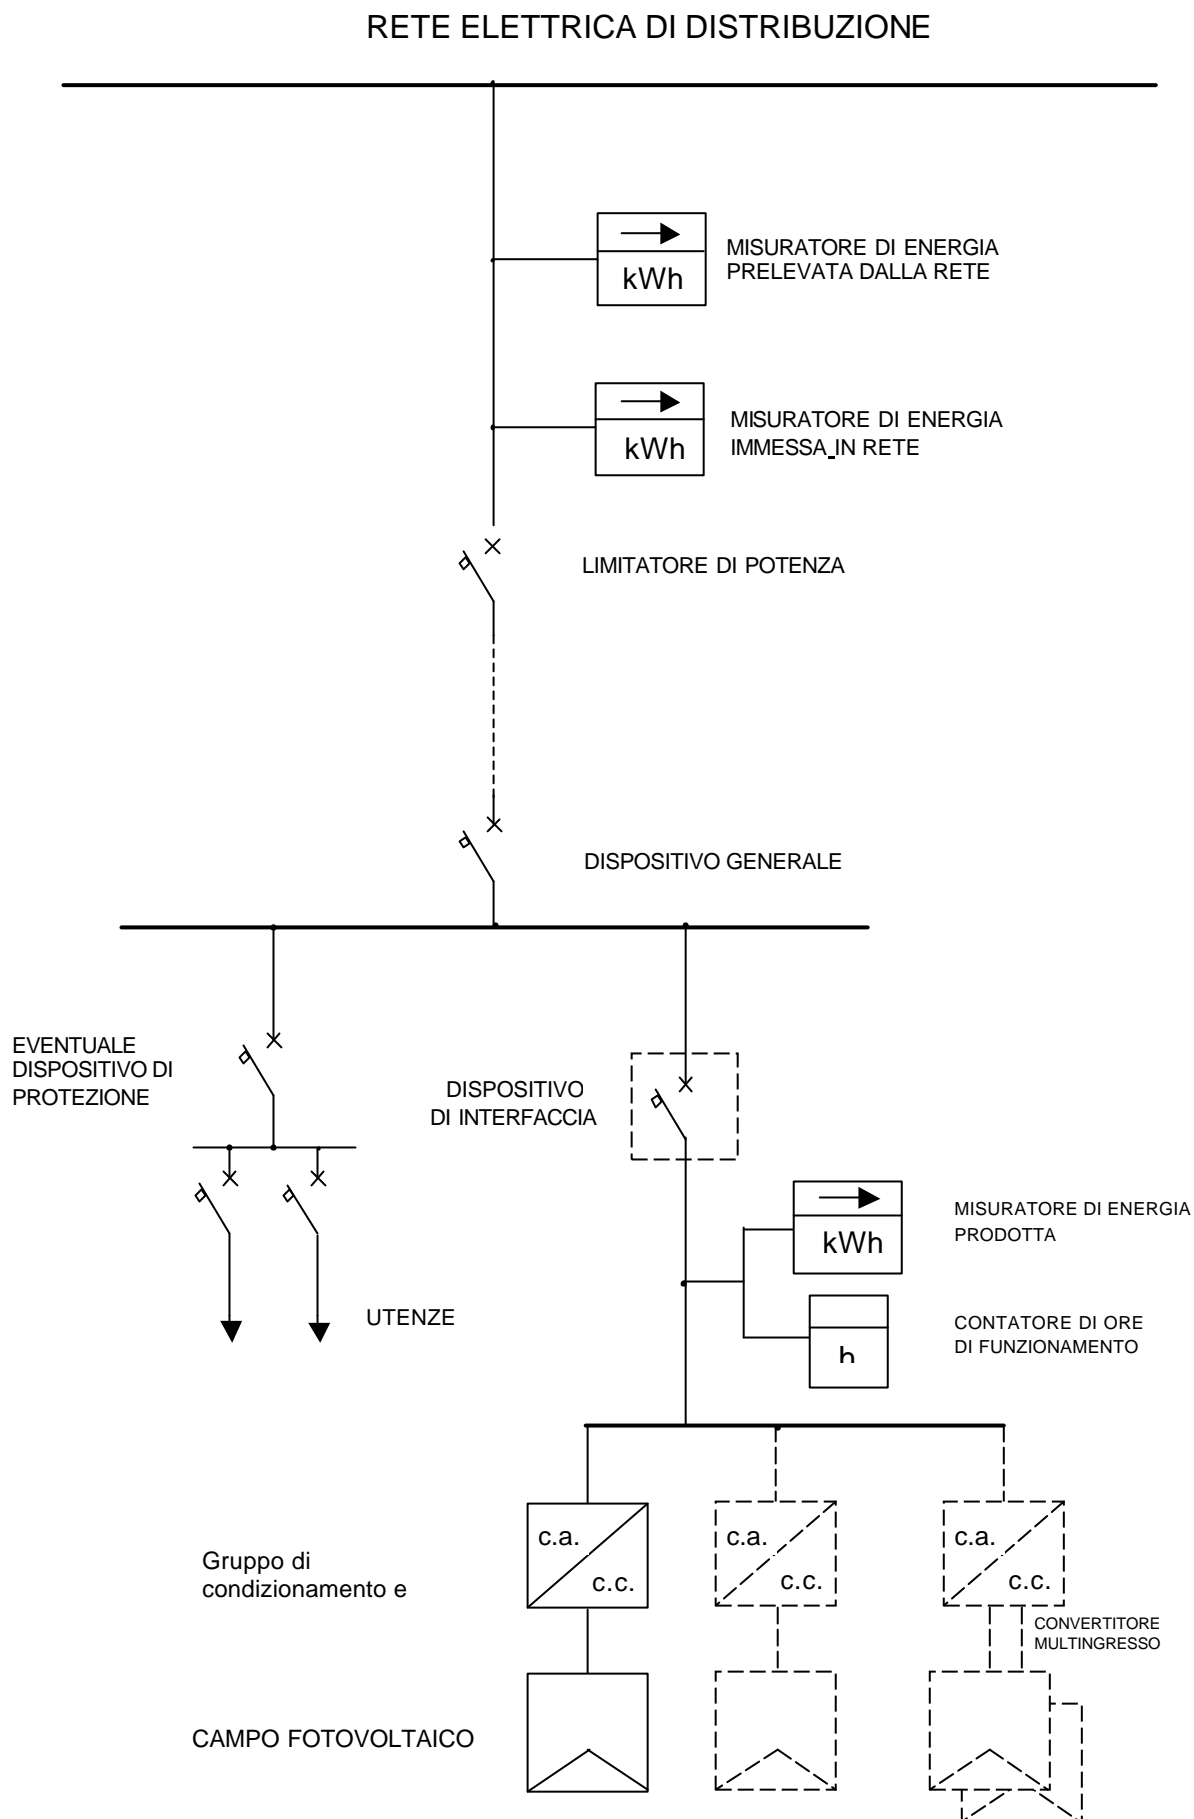 RETE ELETTRICA DI DISTRIBUZIONE
kWh
MISURATORE DI ENERGIA
PRELEVATA DALLA RETE
kWh
MISURATORE DI ENERGIA
IMMESSA IN RETE
LIMITATORE DI POTENZA
DISPOSITIVO GENERALE
EVENTUALE
DISPOSITIVO DI
PROTEZIONE
DISPOSITIVO
DI INTERFACCIA
kWh
MISURATORE DI ENERGIA
PRODOTTA
UTENZE
h
CONTATORE DI ORE
DI FUNZIONAMENTO
Gruppo di
condizionamento e
c.a.
c.c.
c.a.
c.c.
c.a.
c.c.
CONVERTITORE
MULTINGRESSO
CAMPO FOTOVOLTAICO